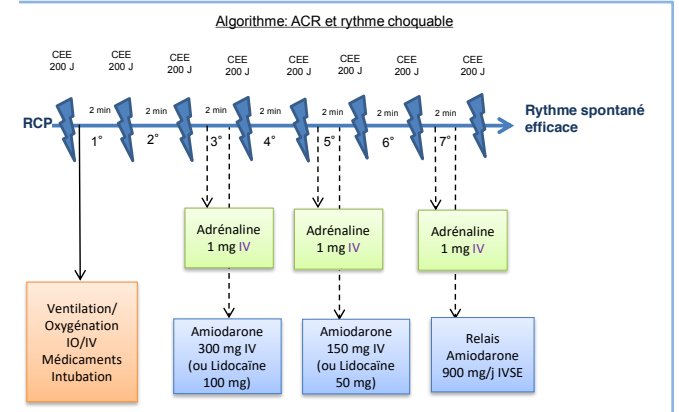 Algorithme: ACR et rythme choquable
CEE
200 J
CEE
200 J
CEE
200 J
CEE
200 J
CEE
200 J
CEE
200 J
CEE
200 J
CEE
200 J
RCP
2 min
2 min
2 min
2 min
2 min
2 min
2 min
1°
2°
3°
4°
5°
6°
7°
Rythme spontané
efficace
Adrénaline
1 mg IV
Adrénaline
1 mg IV
Adrénaline
1 mg IV
Ventilation/
Oxygénation
IO/IV
Médicaments
Intubation
Amiodarone
300 mg IV
(ou Lidocaïne
100 mg)
Amiodarone
150 mg IV
(ou Lidocaïne
50 mg)
Relais
Amiodarone
900 mg/j IVSE